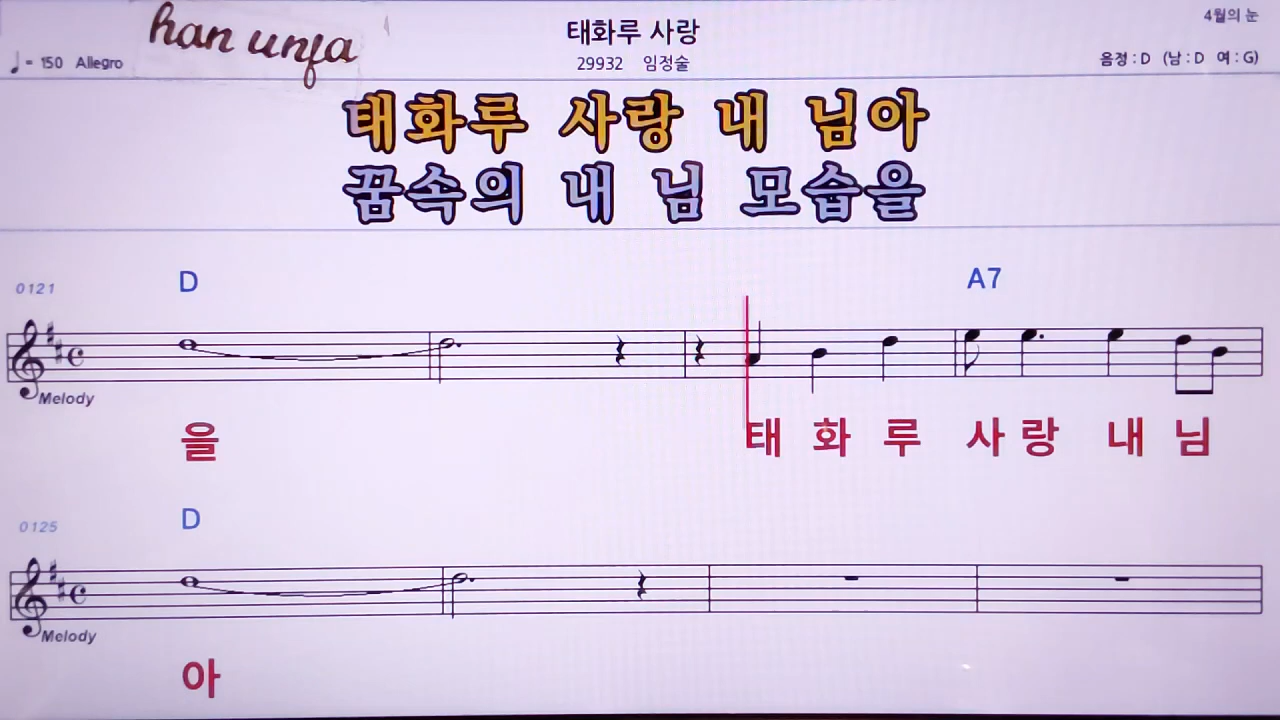 han unja
태화루 사랑
4월의 눈
♩= 150 Allegro
29932 임정술
음정 : D (남 : D 여 : G)
태화루 사랑 내 님아
꿈속의 내 님 모습을
0121
D A7
Melody
을 태 화 루 사 랑 내 님
0125
D
Melody
아